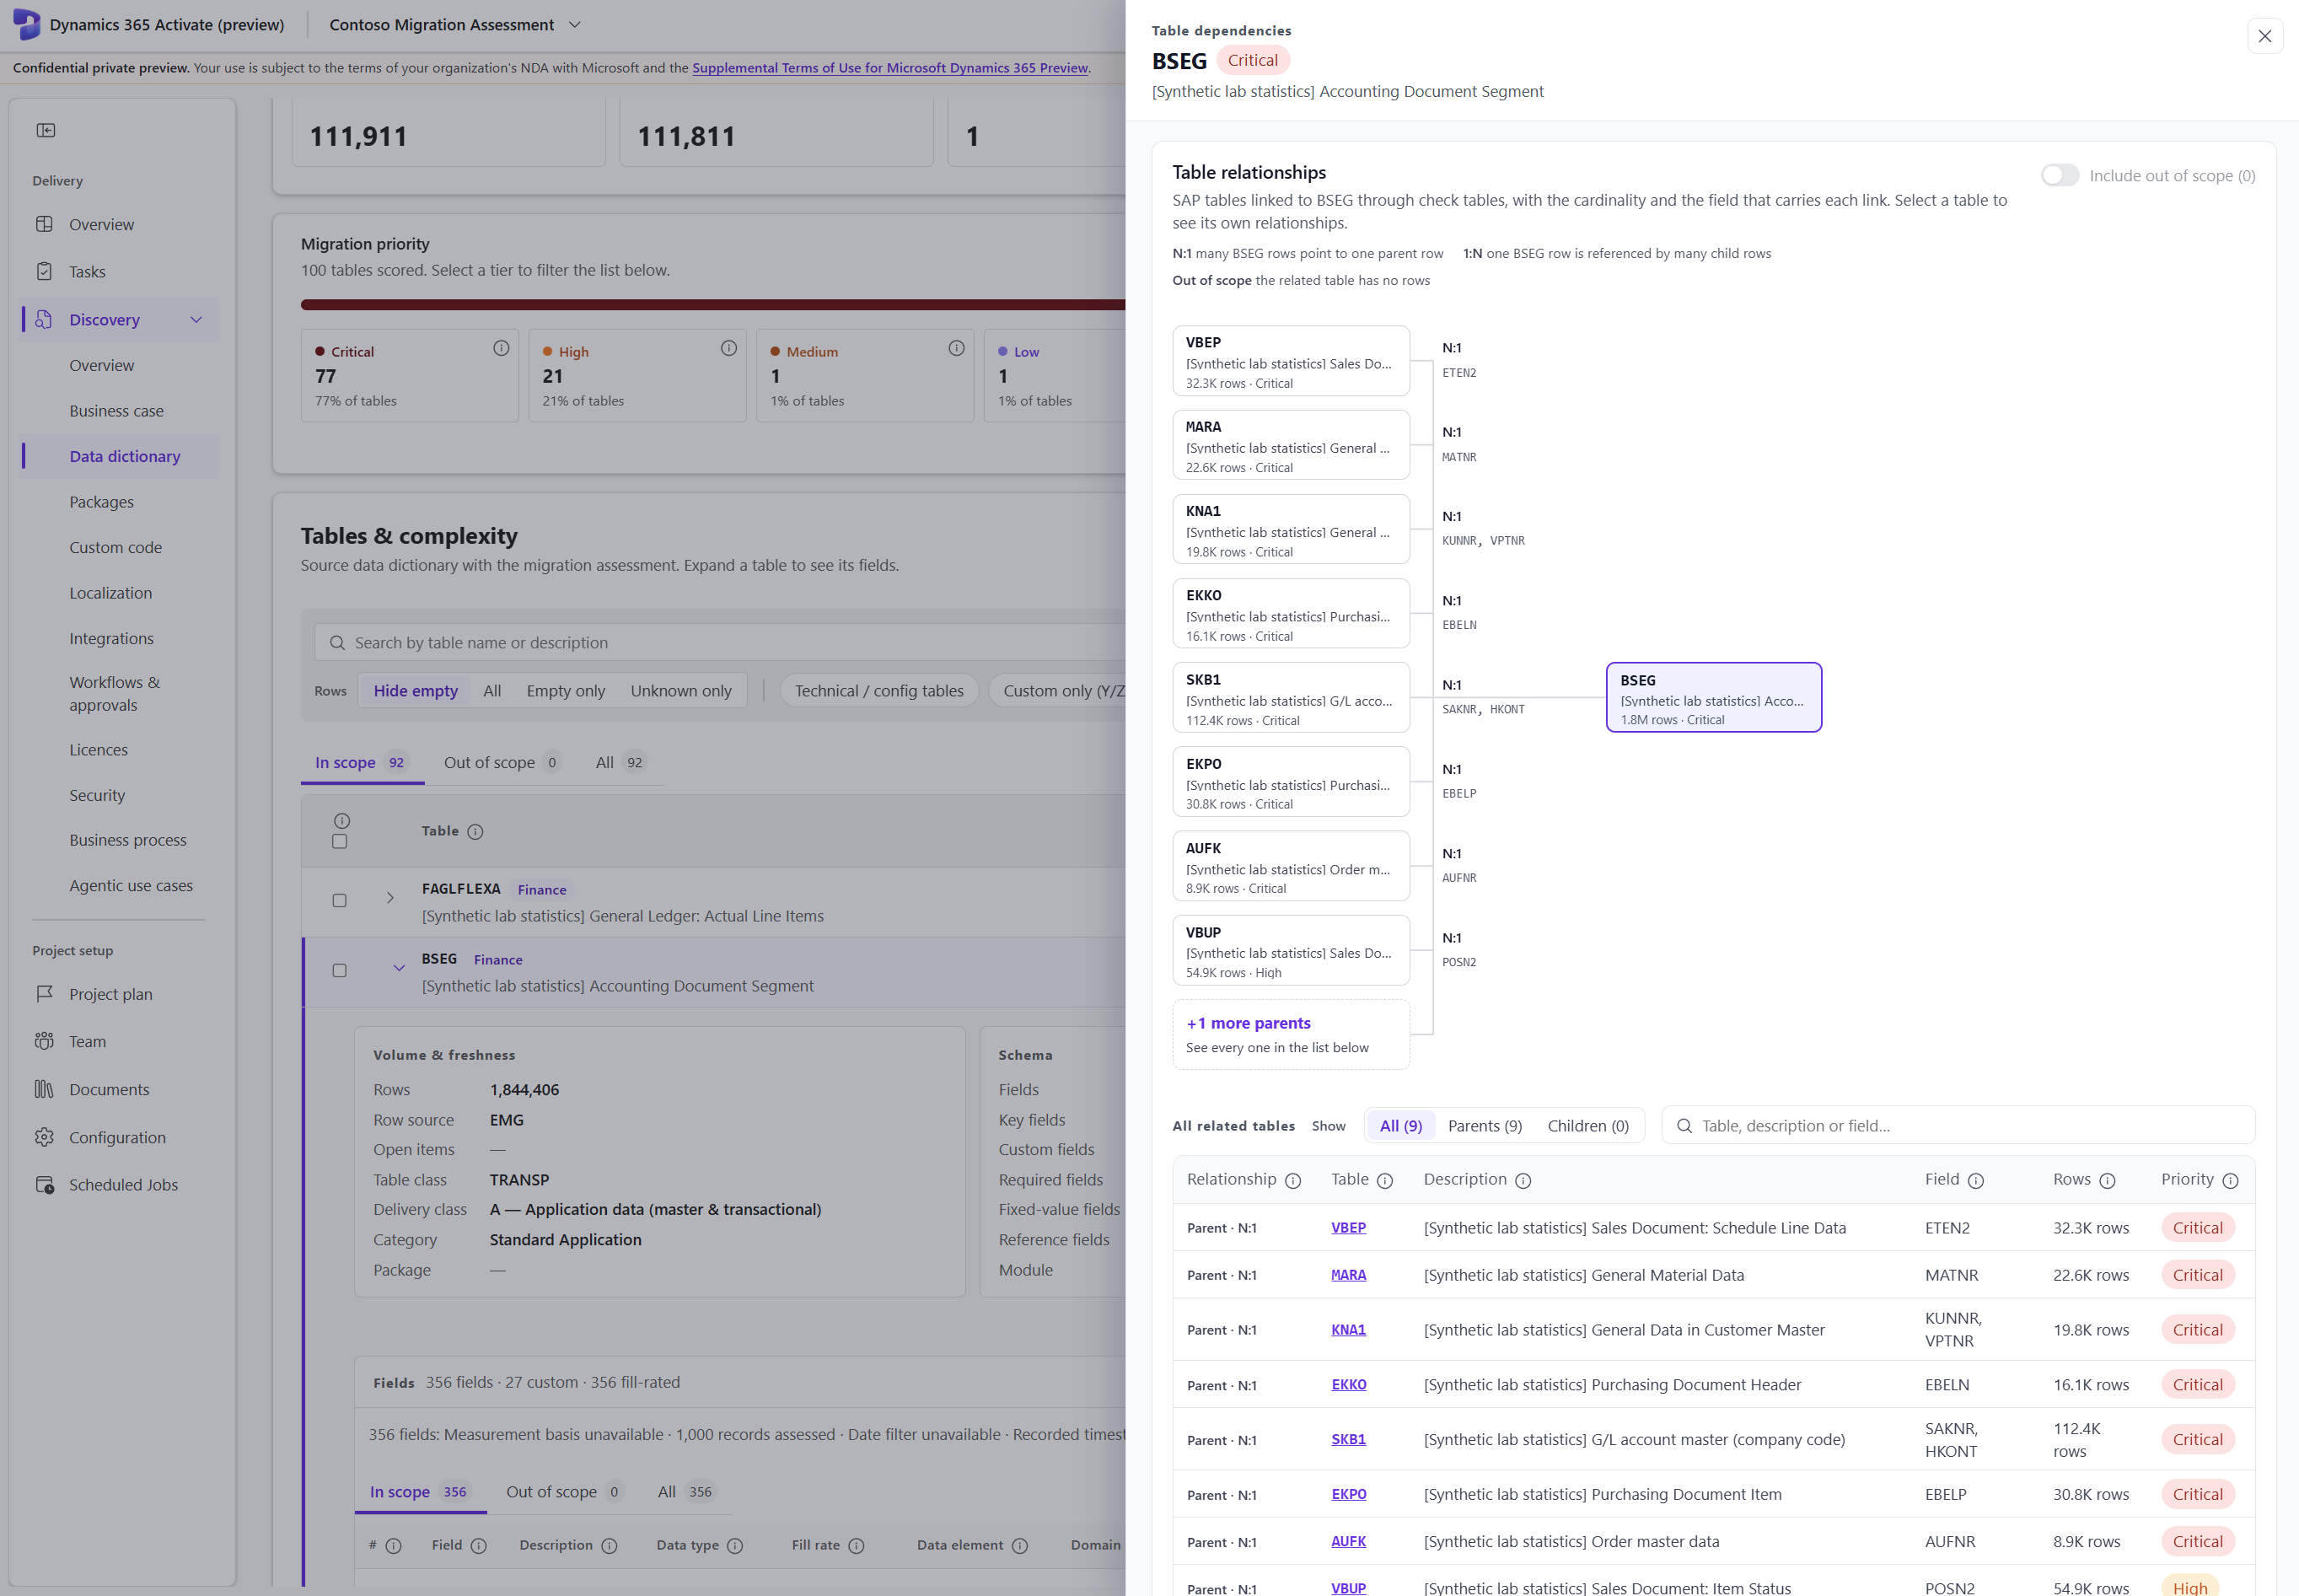 Dynamics 365 Activate (preview)
Contoso Migration Assessment
Confidential private preview. Your use is subject to the terms of your organization's NDA with Microsoft and the Supplemental Terms of Use for Microsoft Dynamics 365 Preview.
Delivery
Overview
Tasks
Discovery
Overview
Business case
Data dictionary
Packages
Custom code
Localization
Integrations
Workflows &
approvals
Licences
Security
Business process
Agentic use cases
Project setup
Project plan
Team
Documents
Configuration
Scheduled Jobs
111,911
111,811
1
Migration priority
100 tables scored. Select a tier to filter the list below.
Critical
77
77% of tables
High
21
21% of tables
Medium
1
1% of tables
Low
1
1% of tables
Tables & complexity
Source data dictionary with the migration assessment. Expand a table to see its fields.
Search by table name or description
Rows
Hide empty
All
Empty only
Unknown only
Technical / config tables
Custom only (Y/Z
In scope 92
Out of scope 0
All 92
Table
FAGLFLEXA Finance
[Synthetic lab statistics] General Ledger: Actual Line Items
BSEG Finance
[Synthetic lab statistics] Accounting Document Segment
Volume & freshness
Rows 1,844,406
Row source EMG
Open items —
Table class TRANSP
Delivery class A — Application data (master & transactional)
Category Standard Application
Package —
Schema
Fields
Key fields
Custom fields
Required fields
Fixed-value fields
Reference fields
Module
Fields 356 fields · 27 custom · 356 fill-rated
356 fields: Measurement basis unavailable · 1,000 records assessed · Date filter unavailable · Recorded timest
In scope 356
Out of scope 0
All 356
# Field Description Data type Fill rate Data element Domain
Table dependencies
BSEG Critical
[Synthetic lab statistics] Accounting Document Segment
Table relationships
Include out of scope (0)
SAP tables linked to BSEG through check tables, with the cardinality and the field that carries each link. Select a table to
see its own relationships.
N:1 many BSEG rows point to one parent row 1:N one BSEG row is referenced by many child rows
Out of scope the related table has no rows
VBEP
[Synthetic lab statistics] Sales Do...
32.3K rows · Critical
N:1
ETEN2
MARA
[Synthetic lab statistics] General ...
22.6K rows · Critical
N:1
MATNR
KNA1
[Synthetic lab statistics] General ...
19.8K rows · Critical
N:1
KUNNR, VPTNR
EKKO
[Synthetic lab statistics] Purchasi...
16.1K rows · Critical
N:1
EBELN
SKB1
[Synthetic lab statistics] G/L acco...
112.4K rows · Critical
N:1
SAKNR, HKONT
BSEG
[Synthetic lab statistics] Acco...
1.8M rows · Critical
EKPO
[Synthetic lab statistics] Purchasi...
30.8K rows · Critical
N:1
EBELP
AUFK
[Synthetic lab statistics] Order m...
8.9K rows · Critical
N:1
AUFNR
VBUP
[Synthetic lab statistics] Sales Do...
54.9K rows · High
N:1
POSN2
+1 more parents
See every one in the list below
All related tables Show All (9) Parents (9) Children (0)
Table, description or field...
Relationship Table Description Field Rows Priority
Parent · N:1 VBEP [Synthetic lab statistics] Sales Document: Schedule Line Data ETEN2 32.3K rows Critical
Parent · N:1 MARA [Synthetic lab statistics] General Material Data MATNR 22.6K rows Critical
Parent · N:1 KNA1 [Synthetic lab statistics] General Data in Customer Master KUNNR, VPTNR 19.8K rows Critical
Parent · N:1 EKKO [Synthetic lab statistics] Purchasing Document Header EBELN 16.1K rows Critical
Parent · N:1 SKB1 [Synthetic lab statistics] G/L account master (company code) SAKNR, HKONT 112.4K rows Critical
Parent · N:1 EKPO [Synthetic lab statistics] Purchasing Document Item EBELP 30.8K rows Critical
Parent · N:1 AUFK [Synthetic lab statistics] Order master data AUFNR 8.9K rows Critical
Parent · N:1 VBUP [Synthetic lab statistics] Sales Document: Item Status POSN2 54.9K rows High